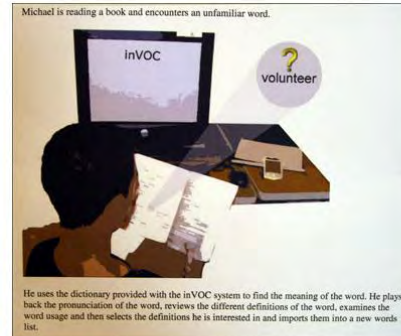 Michael is reading a book and encounters an unfamiliar word.
inVOC
?
volunteer
He uses the dictionary provided with the inVOC system to find the meaning of the word. He plays
back the pronunciation of the word, reviews the different definitions of the word, examines the
word usage and then selects the definitions he is interested in and imports them into a new words
list.